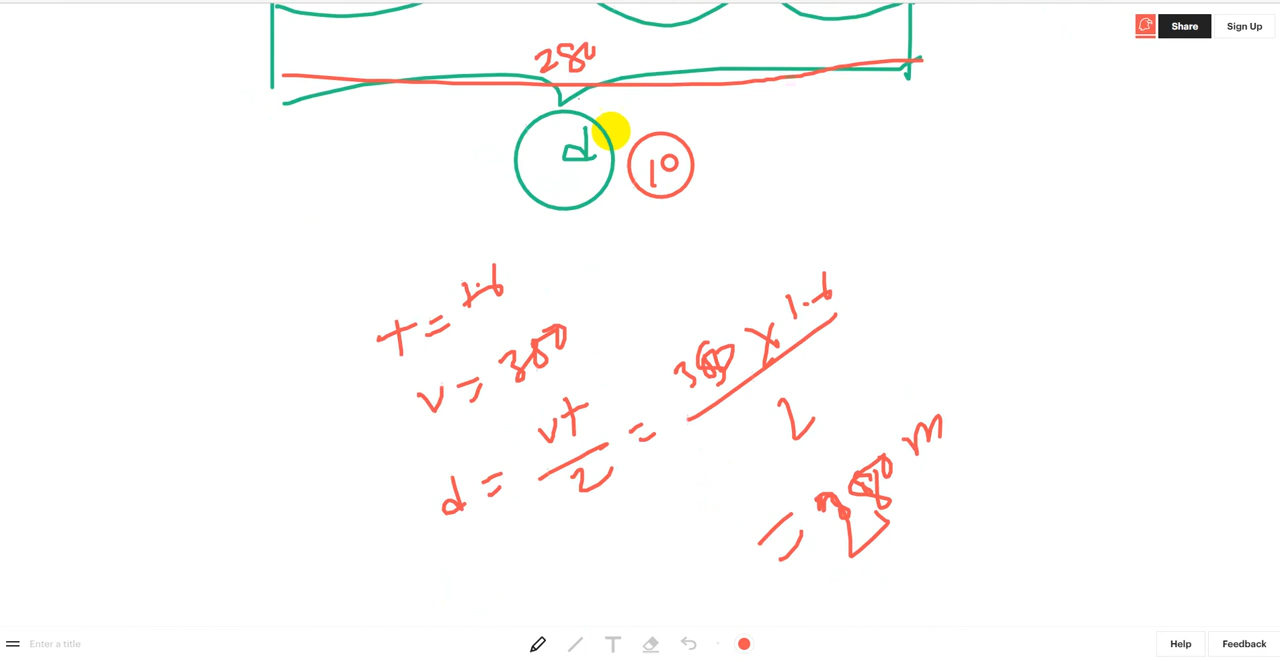 Share Sign Up
280
d
10
t = 1.6
v = 350
d = vt/2 = 350 x 1.6 / 2
= 280 m
Enter a title
T
Help Feedback